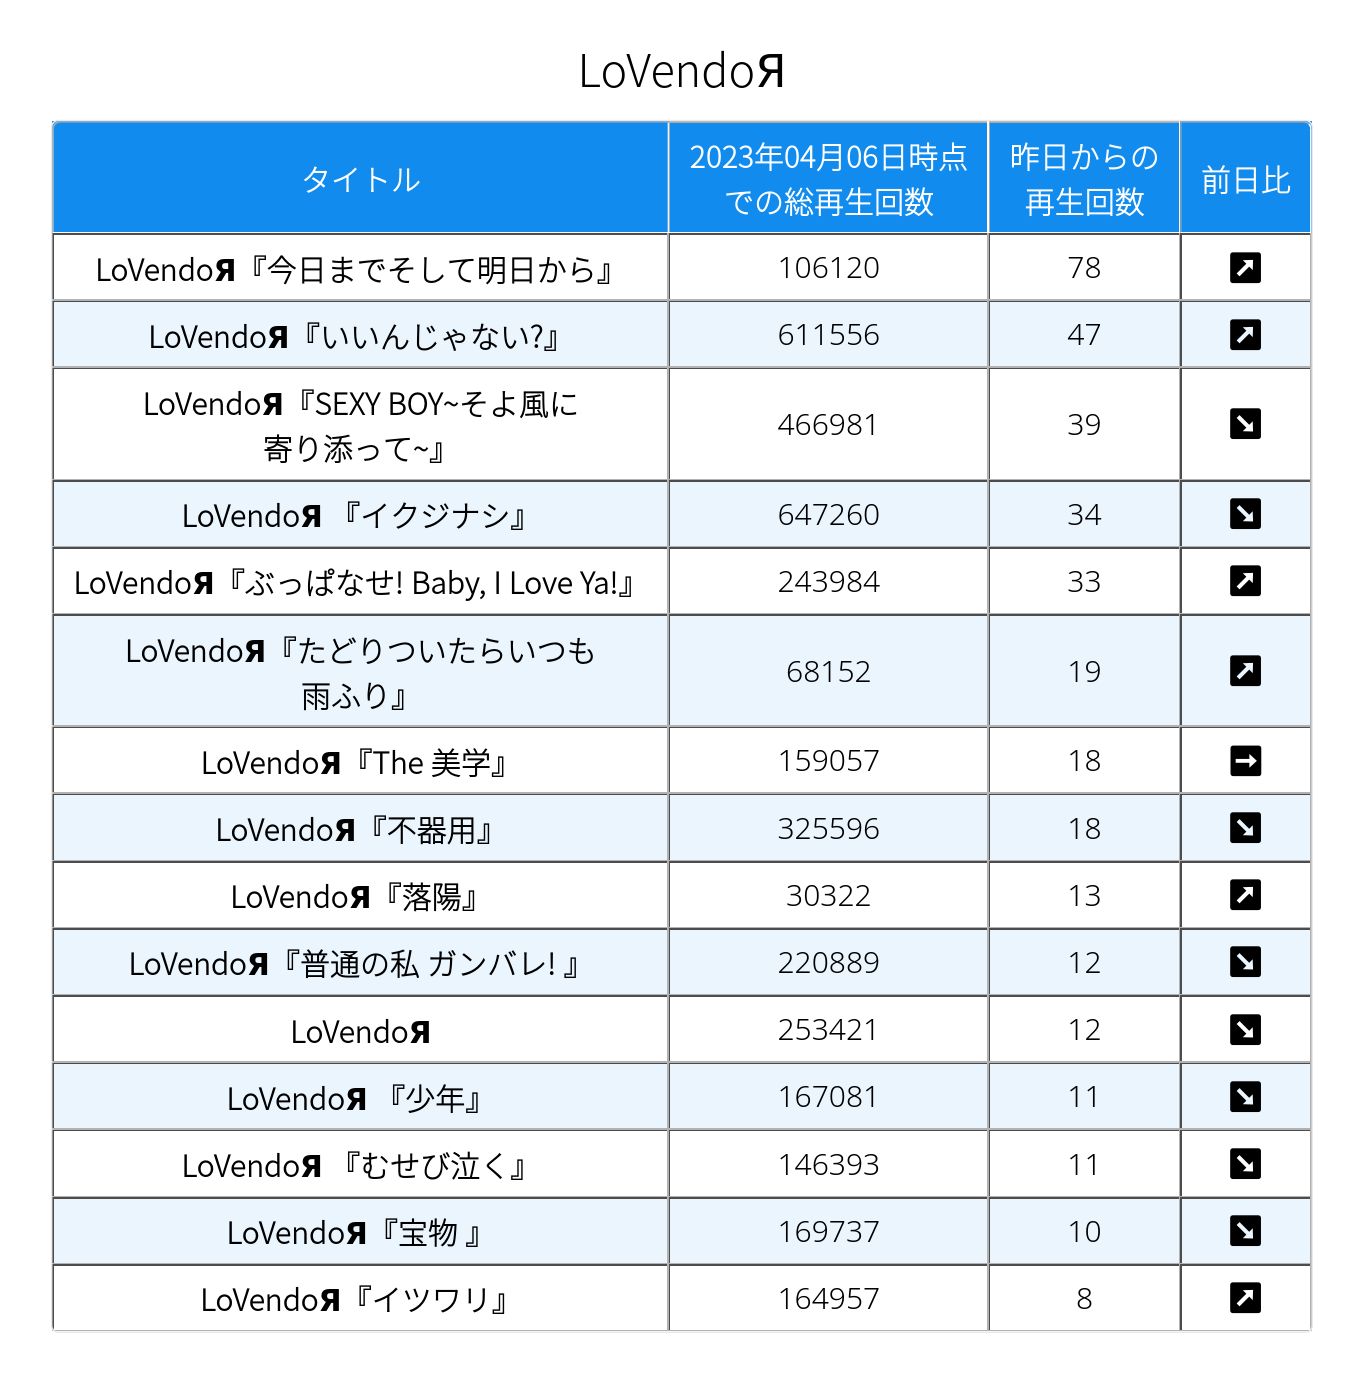 LoVendoЯ
タイトル
2023年04月06日時点
での総再生回数
昨日からの
再生回数
前日比
LoVendoЯ『今日までそして明日から』 106120 78 ↗
LoVendoЯ『いいんじゃない?』 611556 47 ↗
LoVendoЯ『SEXY BOY~そよ風に
寄り添って~』 466981 39 ↘
LoVendoЯ 『イクジナシ』 647260 34 ↘
LoVendoЯ『ぶっぱなせ! Baby, I Love Ya!』 243984 33 ↗
LoVendoЯ『たどりついたらいつも
雨ふり』 68152 19 ↗
LoVendoЯ『The 美学』 159057 18 →
LoVendoЯ『不器用』 325596 18 ↘
LoVendoЯ『落陽』 30322 13 ↗
LoVendoЯ『普通の私 ガンバレ! 』 220889 12 ↘
LoVendoЯ 253421 12 ↘
LoVendoЯ 『少年』 167081 11 ↘
LoVendoЯ 『むせび泣く』 146393 11 ↘
LoVendoЯ『宝物 』 169737 10 ↘
LoVendoЯ『イツワリ』 164957 8 ↗